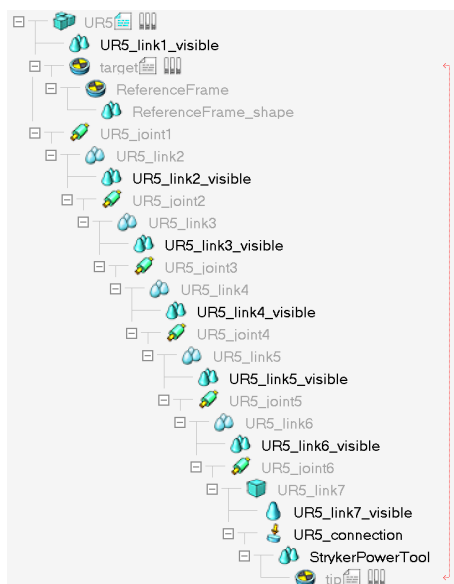 UR5
UR5_link1_visible
target
ReferenceFrame
ReferenceFrame_shape
UR5_joint1
UR5_link2
UR5_link2_visible
UR5_joint2
UR5_link3
UR5_link3_visible
UR5_joint3
UR5_link4
UR5_link4_visible
UR5_joint4
UR5_link5
UR5_link5_visible
UR5_joint5
UR5_link6
UR5_link6_visible
UR5_joint6
UR5_link7
UR5_link7_visible
UR5_connection
StrykerPowerTool
tip